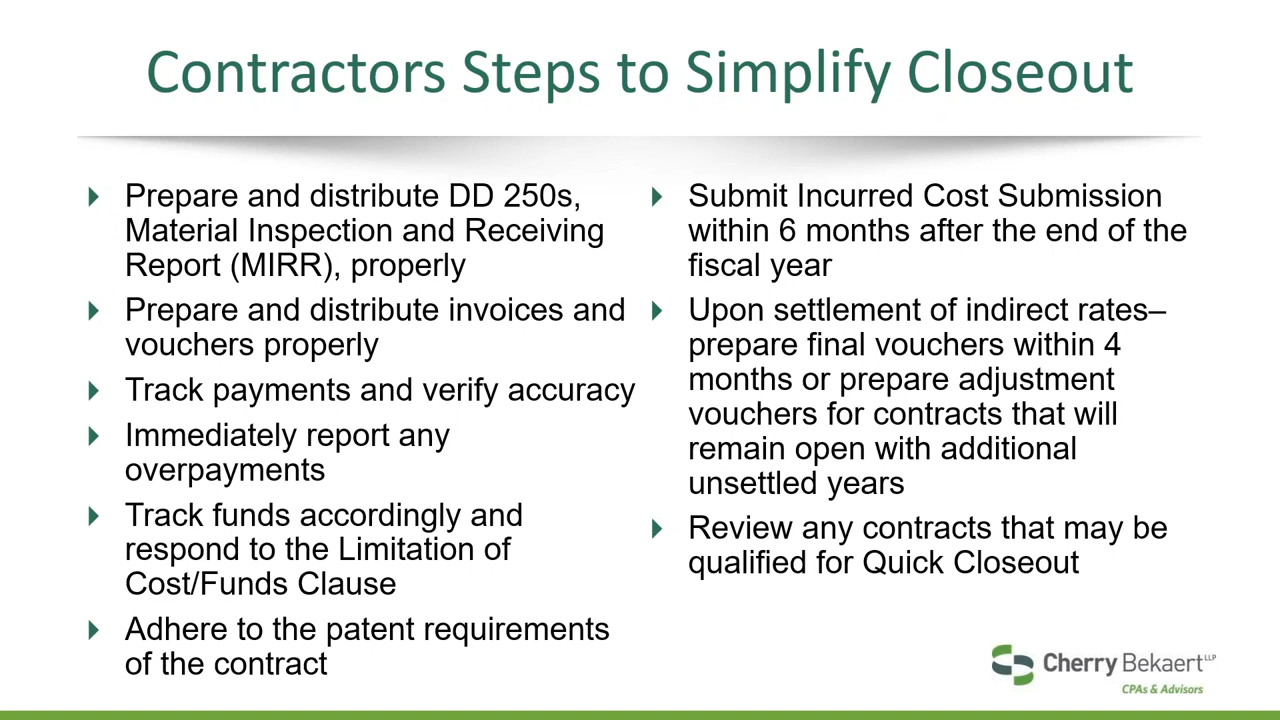 Contractors Steps to Simplify Closeout
Prepare and distribute DD 250s,
Material Inspection and Receiving
Report (MIRR), properly
Prepare and distribute invoices and
vouchers properly
Track payments and verify accuracy
Immediately report any
overpayments
Track funds accordingly and
respond to the Limitation of
Cost/Funds Clause
Adhere to the patent requirements
of the contract
Submit Incurred Cost Submission
within 6 months after the end of the
fiscal year
Upon settlement of indirect rates–
prepare final vouchers within 4
months or prepare adjustment
vouchers for contracts that will
remain open with additional
unsettled years
Review any contracts that may be
qualified for Quick Closeout
Cherry Bekaert LLP
CPAs & Advisors